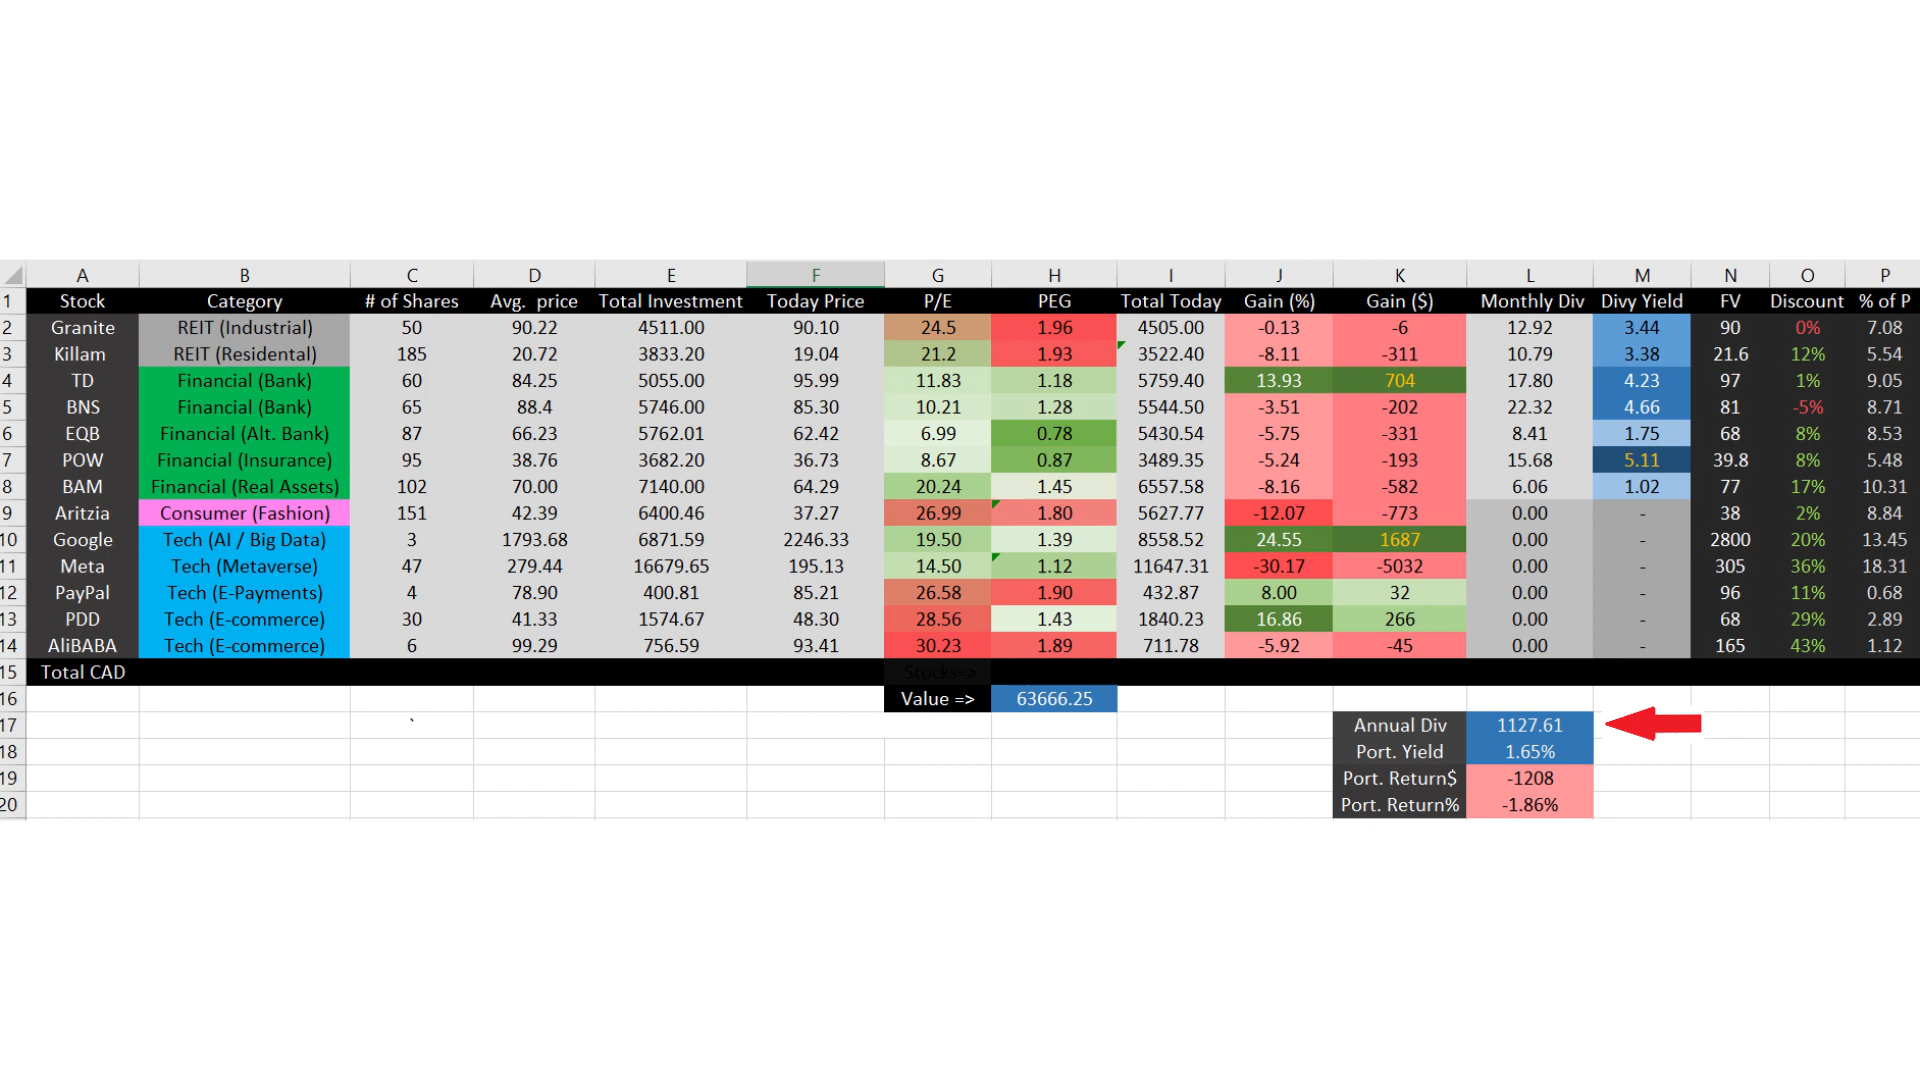 A B C D E F G H I J K L M N O P
1 Stock Category # of Shares Avg. price Total Investment Today Price P/E PEG Total Today Gain (%) Gain ($) Monthly Div Divy Yield FV Discount % of P
2 Granite REIT (Industrial) 50 90.22 4511.00 90.10 24.5 1.96 4505.00 -0.13 -6 12.92 3.44 90 0% 7.08
3 Killam REIT (Residental) 185 20.72 3833.20 19.04 21.2 1.93 3522.40 -8.11 -311 10.79 3.38 21.6 12% 5.54
4 TD Financial (Bank) 60 84.25 5055.00 95.99 11.83 1.18 5759.40 13.93 704 17.80 4.23 97 1% 9.05
5 BNS Financial (Bank) 65 88.4 5746.00 85.30 10.21 1.28 5544.50 -3.51 -202 22.32 4.66 81 -5% 8.71
6 EQB Financial (Alt. Bank) 87 66.23 5762.01 62.42 6.99 0.78 5430.54 -5.75 -331 8.41 1.75 68 8% 8.53
7 POW Financial (Insurance) 95 38.76 3682.20 36.73 8.67 0.87 3489.35 -5.24 -193 15.68 5.11 39.8 8% 5.48
8 BAM Financial (Real Assets) 102 70.00 7140.00 64.29 20.24 1.45 6557.58 -8.16 -582 6.06 1.02 77 17% 10.31
9 Aritzia Consumer (Fashion) 151 42.39 6400.46 37.27 26.99 1.80 5627.77 -12.07 -773 0.00 - 38 2% 8.84
10 Google Tech (AI / Big Data) 3 1793.68 6871.59 2246.33 19.50 1.39 8558.52 24.55 1687 0.00 - 2800 20% 13.45
11 Meta Tech (Metaverse) 47 279.44 16679.65 195.13 14.50 1.12 11647.31 -30.17 -5032 0.00 - 305 36% 18.31
12 PayPal Tech (E-Payments) 4 78.90 400.81 85.21 26.58 1.90 432.87 8.00 32 0.00 - 96 11% 0.68
13 PDD Tech (E-commerce) 30 41.33 1574.67 48.30 28.56 1.43 1840.23 16.86 266 0.00 - 68 29% 2.89
14 AliBABA Tech (E-commerce) 6 99.29 756.59 93.41 30.23 1.89 711.78 -5.92 -45 0.00 - 165 43% 1.12
15 Total CAD Stocks=>
16 Value => 63666.25
17 ` Annual Div 1127.61
18 Port. Yield 1.65%
19 Port. Return$ -1208
20 Port. Return% -1.86%